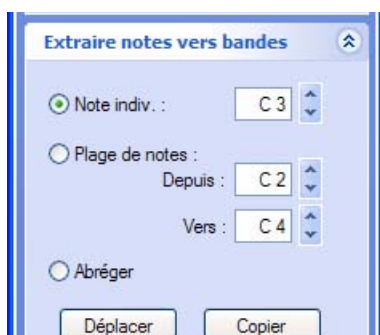 Extraire notes vers bandes
Note indiv. : C 3
Plage de notes :
Depuis : C 2
Vers : C 4
Abréger
Déplacer Copier